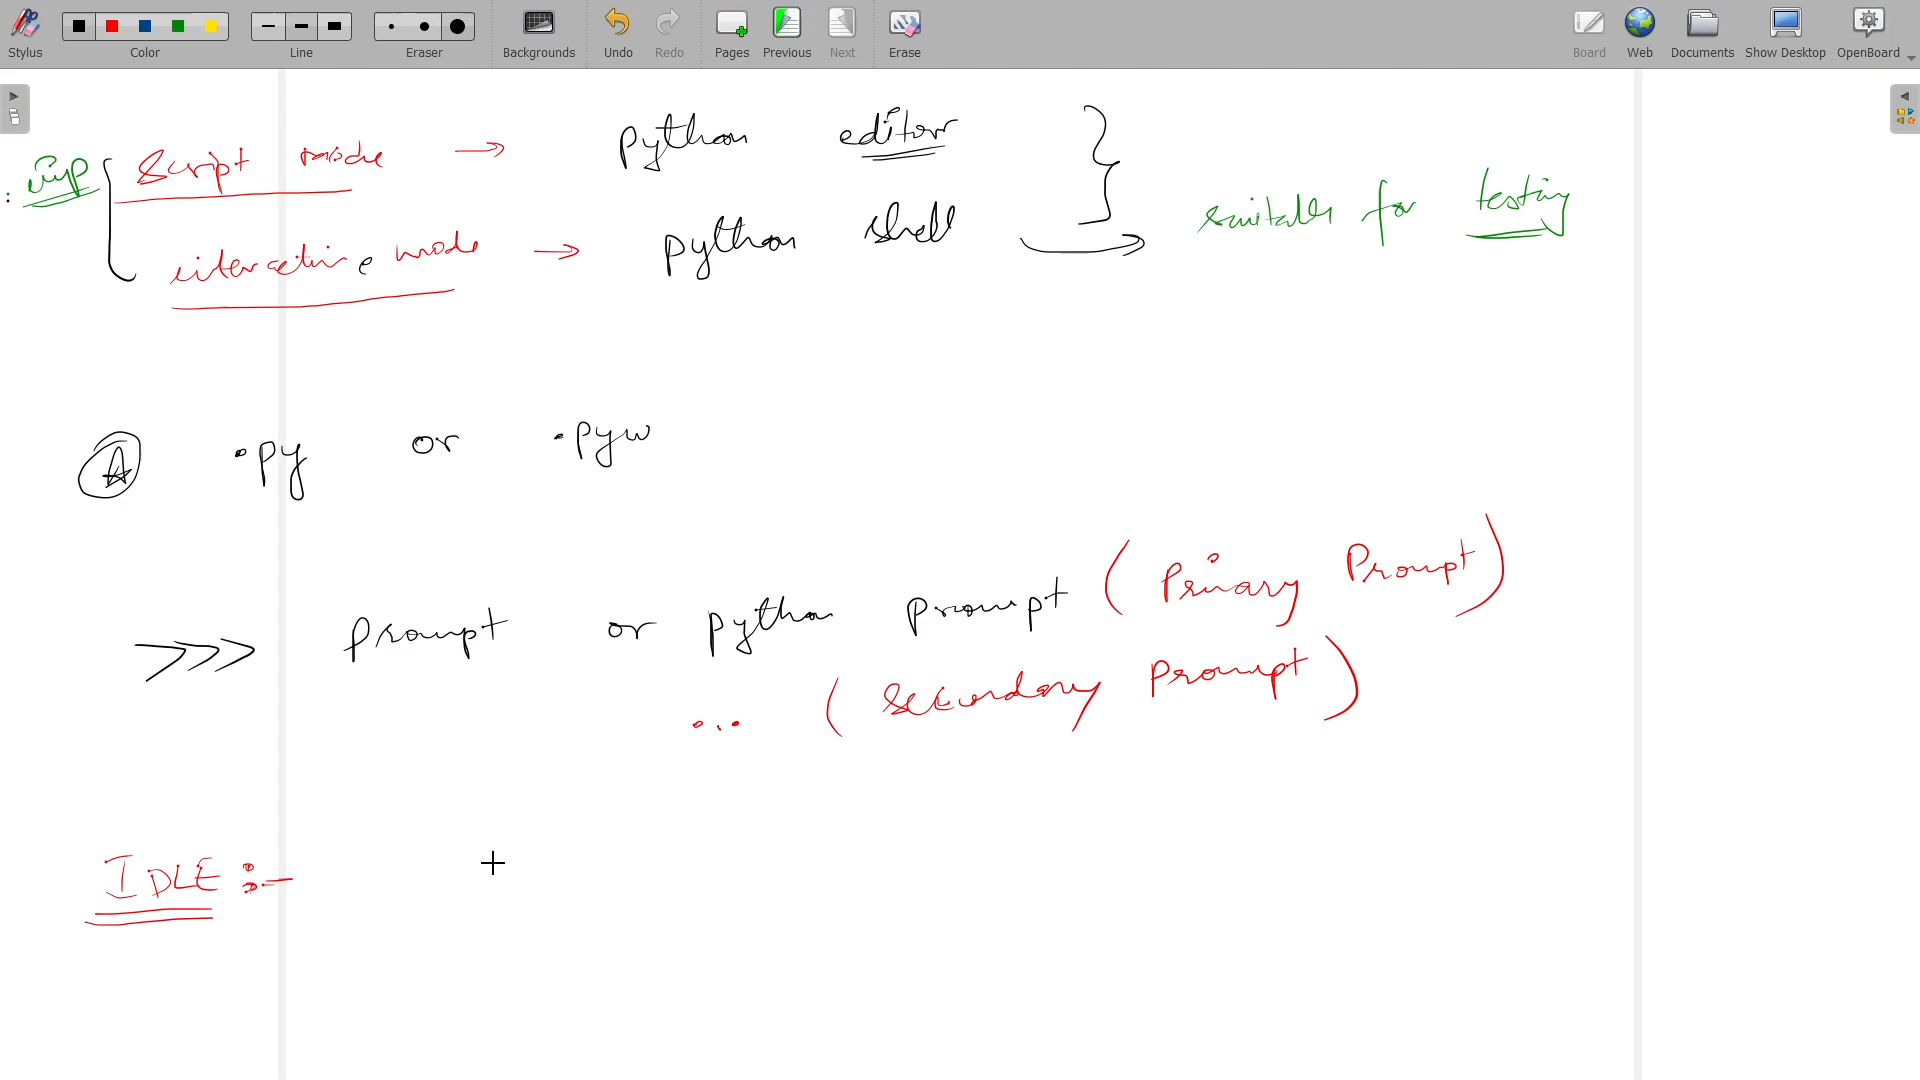 Stylus Color Line Eraser Backgrounds Undo Redo Pages Previous Next Erase Board Web Documents Show Desktop OpenBoard
: imp { Script mode → Python editor }
interactive mode → python shell → suitable for testing
.py or .pyw
>>> Prompt or python prompt (Primary Prompt)
... (Secondary Prompt)
IDLE :-